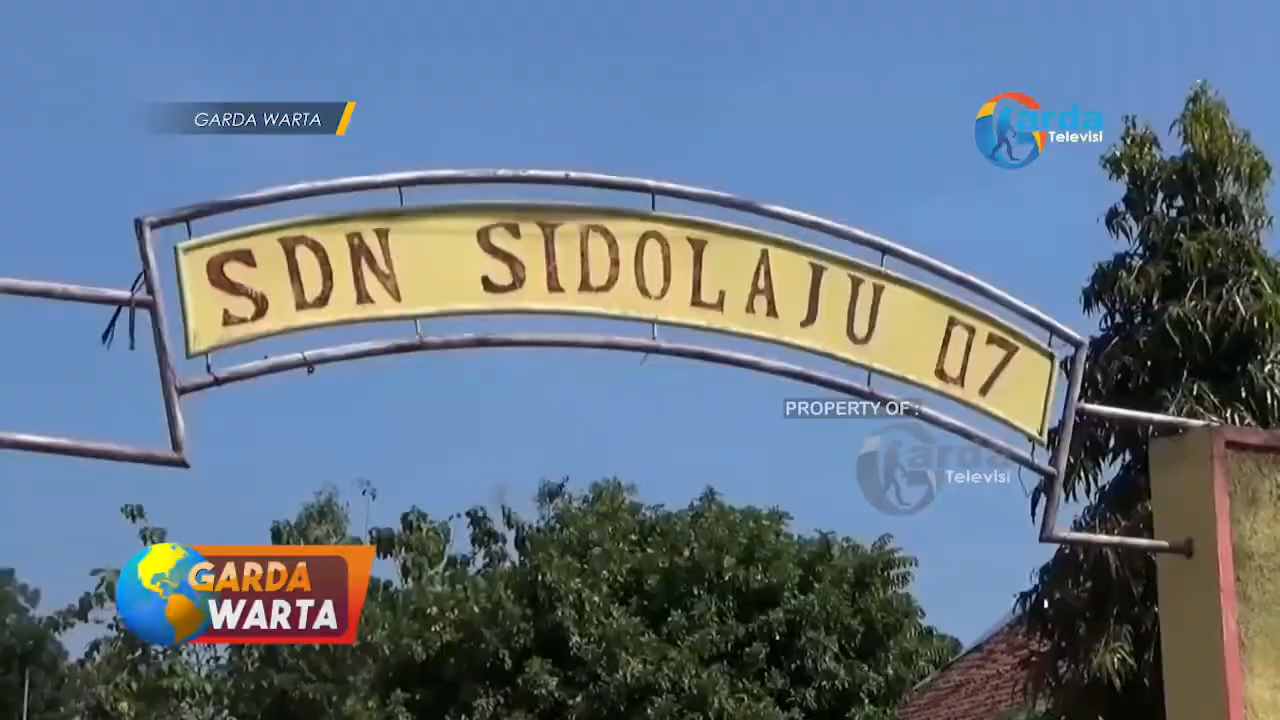 GARDA WARTA
Garda
Televisi
SDN SIDOLAJU 07
PROPERTY OF :
Garda
Televisi
GARDA
WARTA